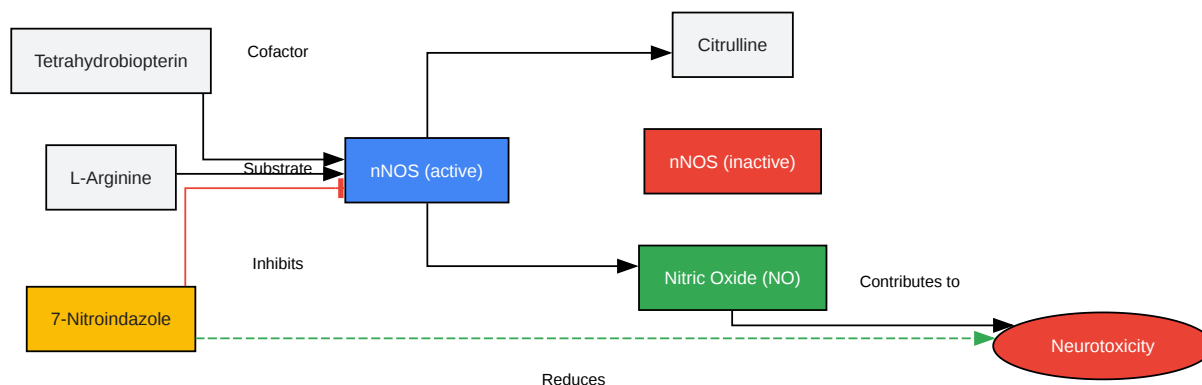 Tetrahydrobiopterin
Cofactor
Citrulline
L-Arginine
Substrate
nNOS (active)
nNOS (inactive)
Inhibits
Nitric Oxide (NO)
Contributes to
7-Nitroindazole
Neurotoxicity
Reduces